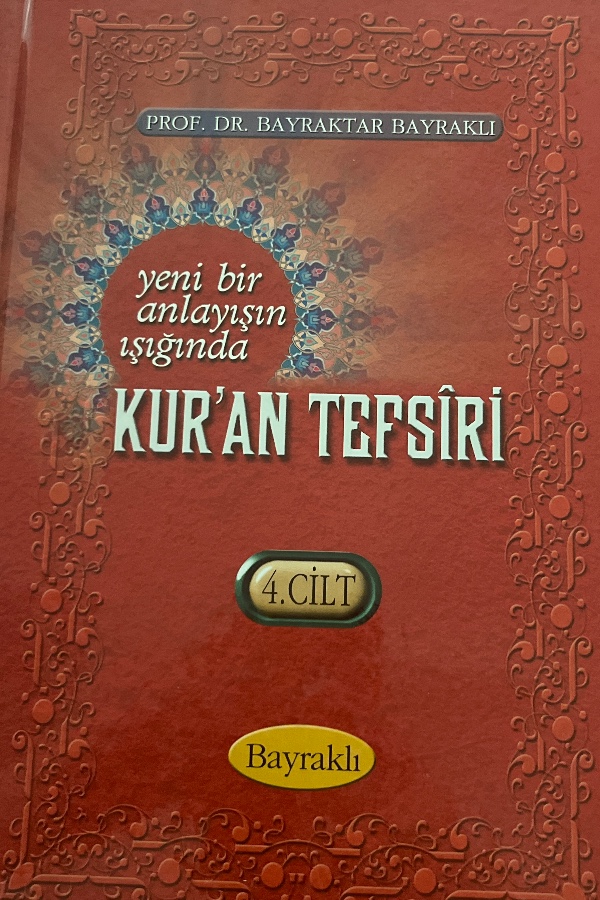 PROF. DR. BAYRAKTAR BAYRAKLI
yeni bir
anlayışın
ışığında
KUR'AN TEFSÎRİ
4.CİLT
Bayraklı